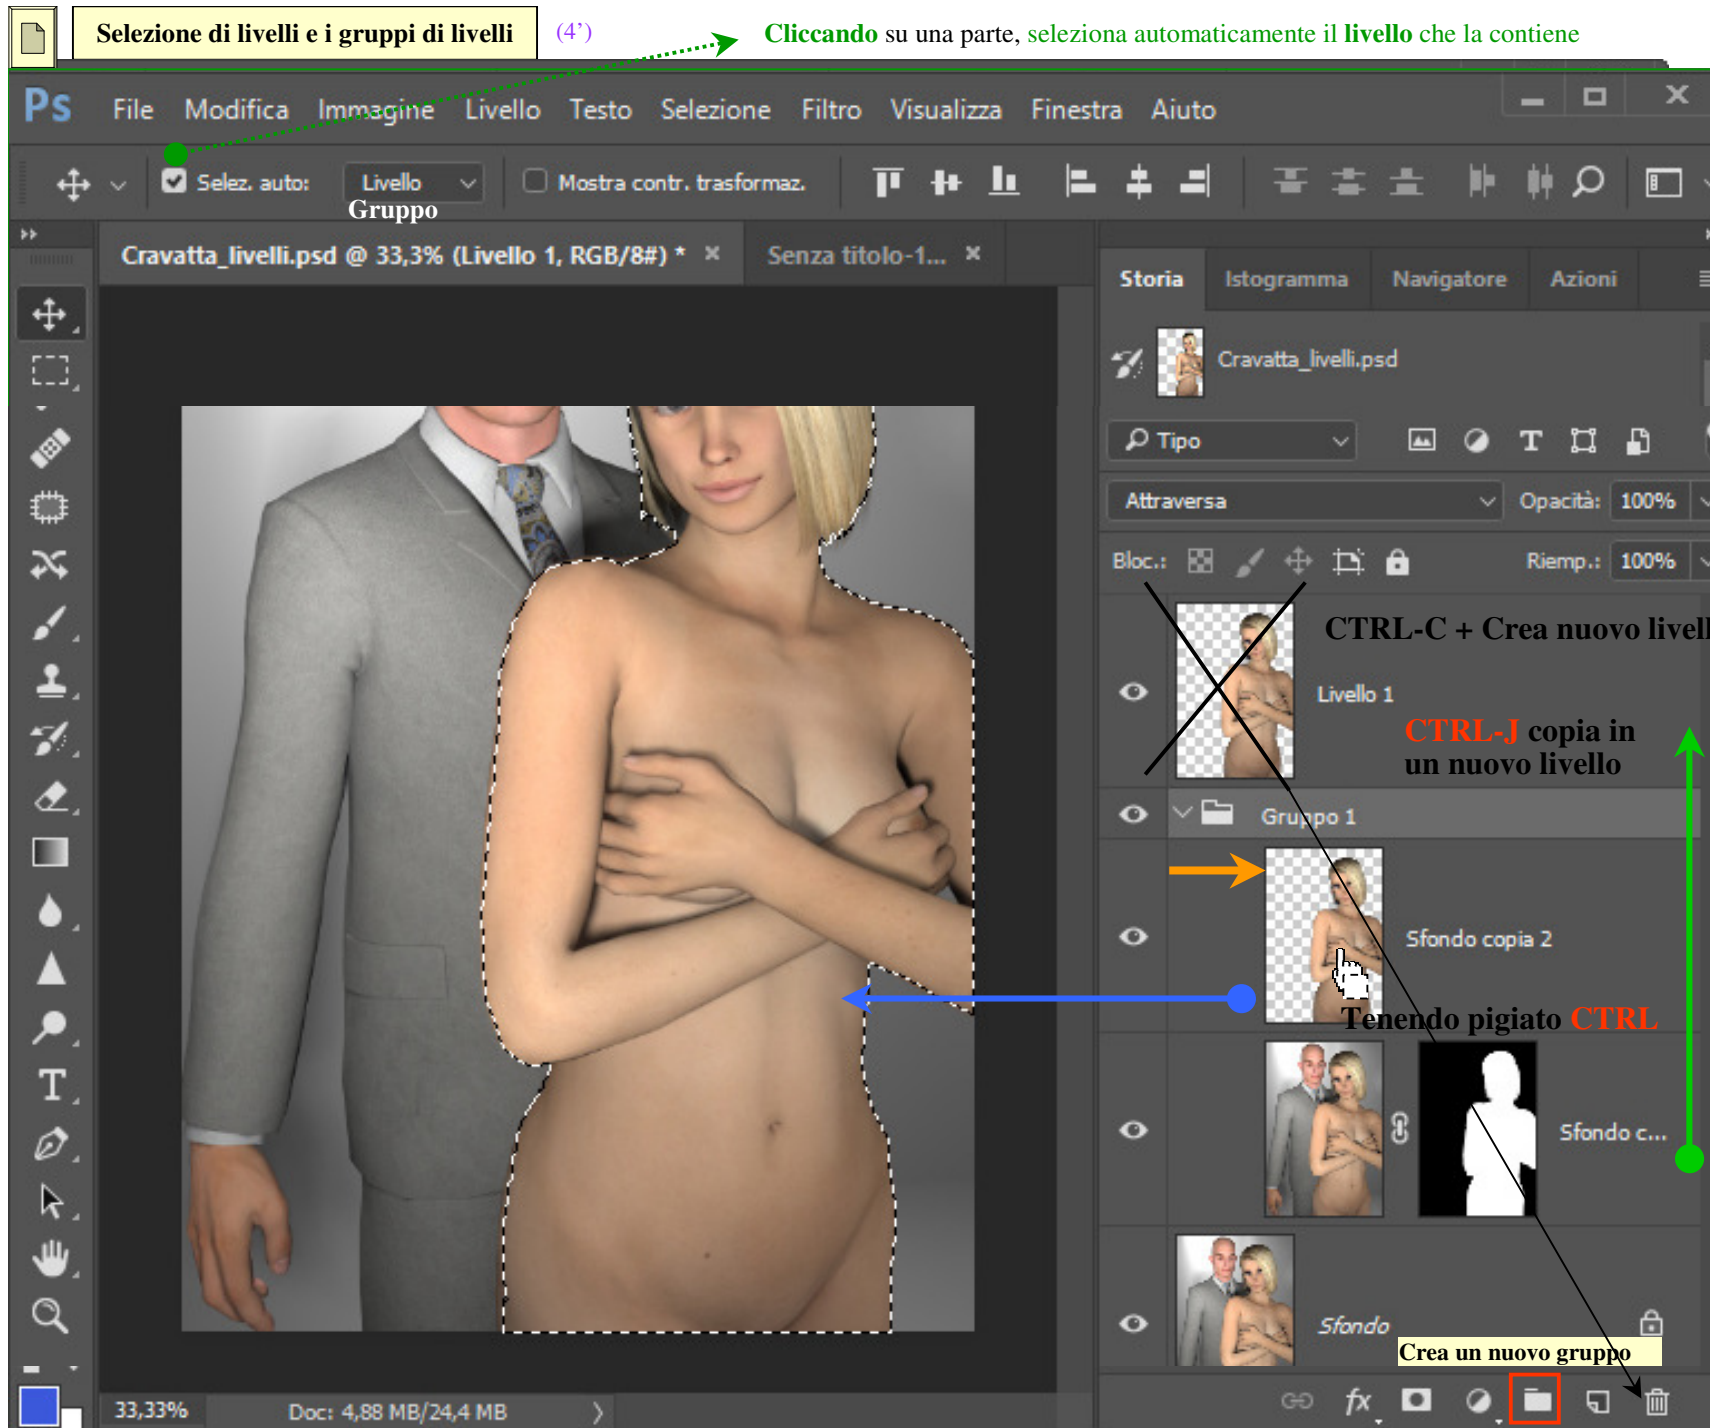 Selezione di livelli e i gruppi di livelli
(4’)
Cliccando su una parte, seleziona automaticamente il livello che la contiene
Ps File Modifica Immagine Livello Testo Selezione Filtro Visualizza Finestra Aiuto
Selez. auto: Livello Mostra contr. trasformaz.
Gruppo
Cravatta_livelli.psd @ 33,3% (Livello 1, RGB/8#) * × Senza titolo-1... ×
Storia Istogramma Navigatore Azioni
Cravatta_livelli.psd
Tipo
Attraversa Opacità: 100%
Bloc.: Riemp.: 100%
CTRL-C + Crea nuovo livell
Livello 1
CTRL-J copia in
un nuovo livello
Gruppo 1
Sfondo copia 2
Tenendo pigiato CTRL
Sfondo c...
Sfondo
Crea un nuovo gruppo
fx
33,33% Doc: 4,88 MB/24,4 MB